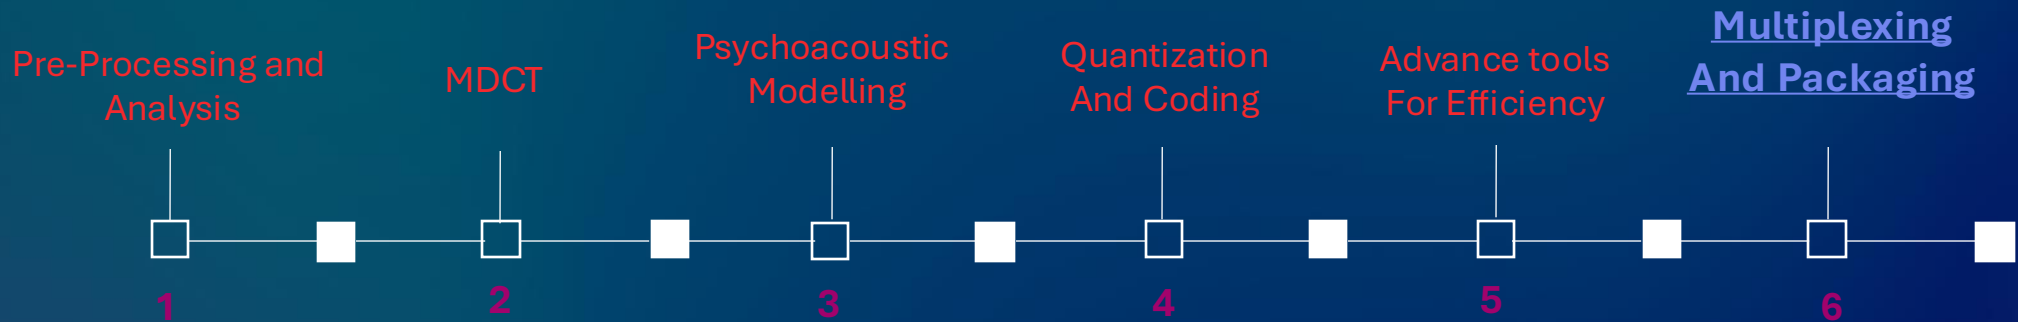 Pre-Processing and
Analysis
MDCT
Psychoacoustic
Modelling
Quantization
And Coding
Advance tools
For Efficiency
Multiplexing
And Packaging
1
2
3
4
5
6